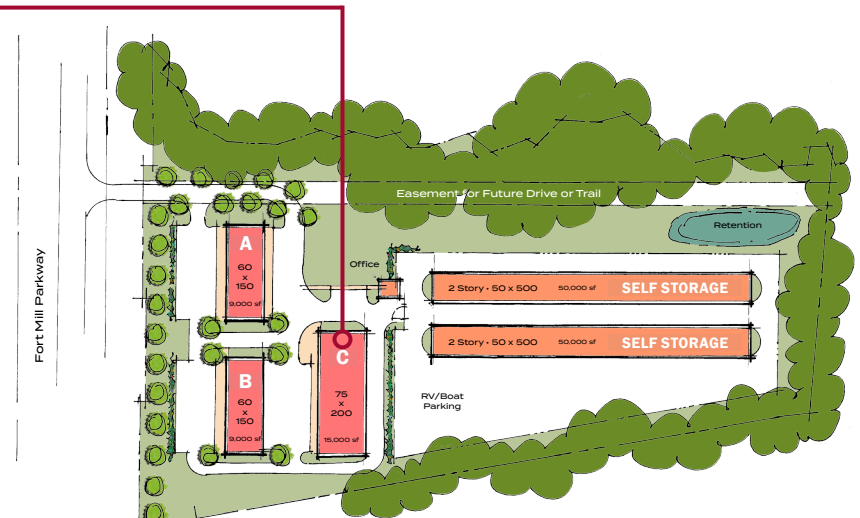 Easement for Future Drive or Trail
Retention
Fort Mill Parkway
A
60
x
150
9,000 sf
Office
2 Story • 50 x 500 50,000 sf SELF STORAGE
2 Story • 50 x 500 50,000 sf SELF STORAGE
C
75
x
200
15,000 sf
B
60
x
150
9,000 sf
RV/Boat
Parking